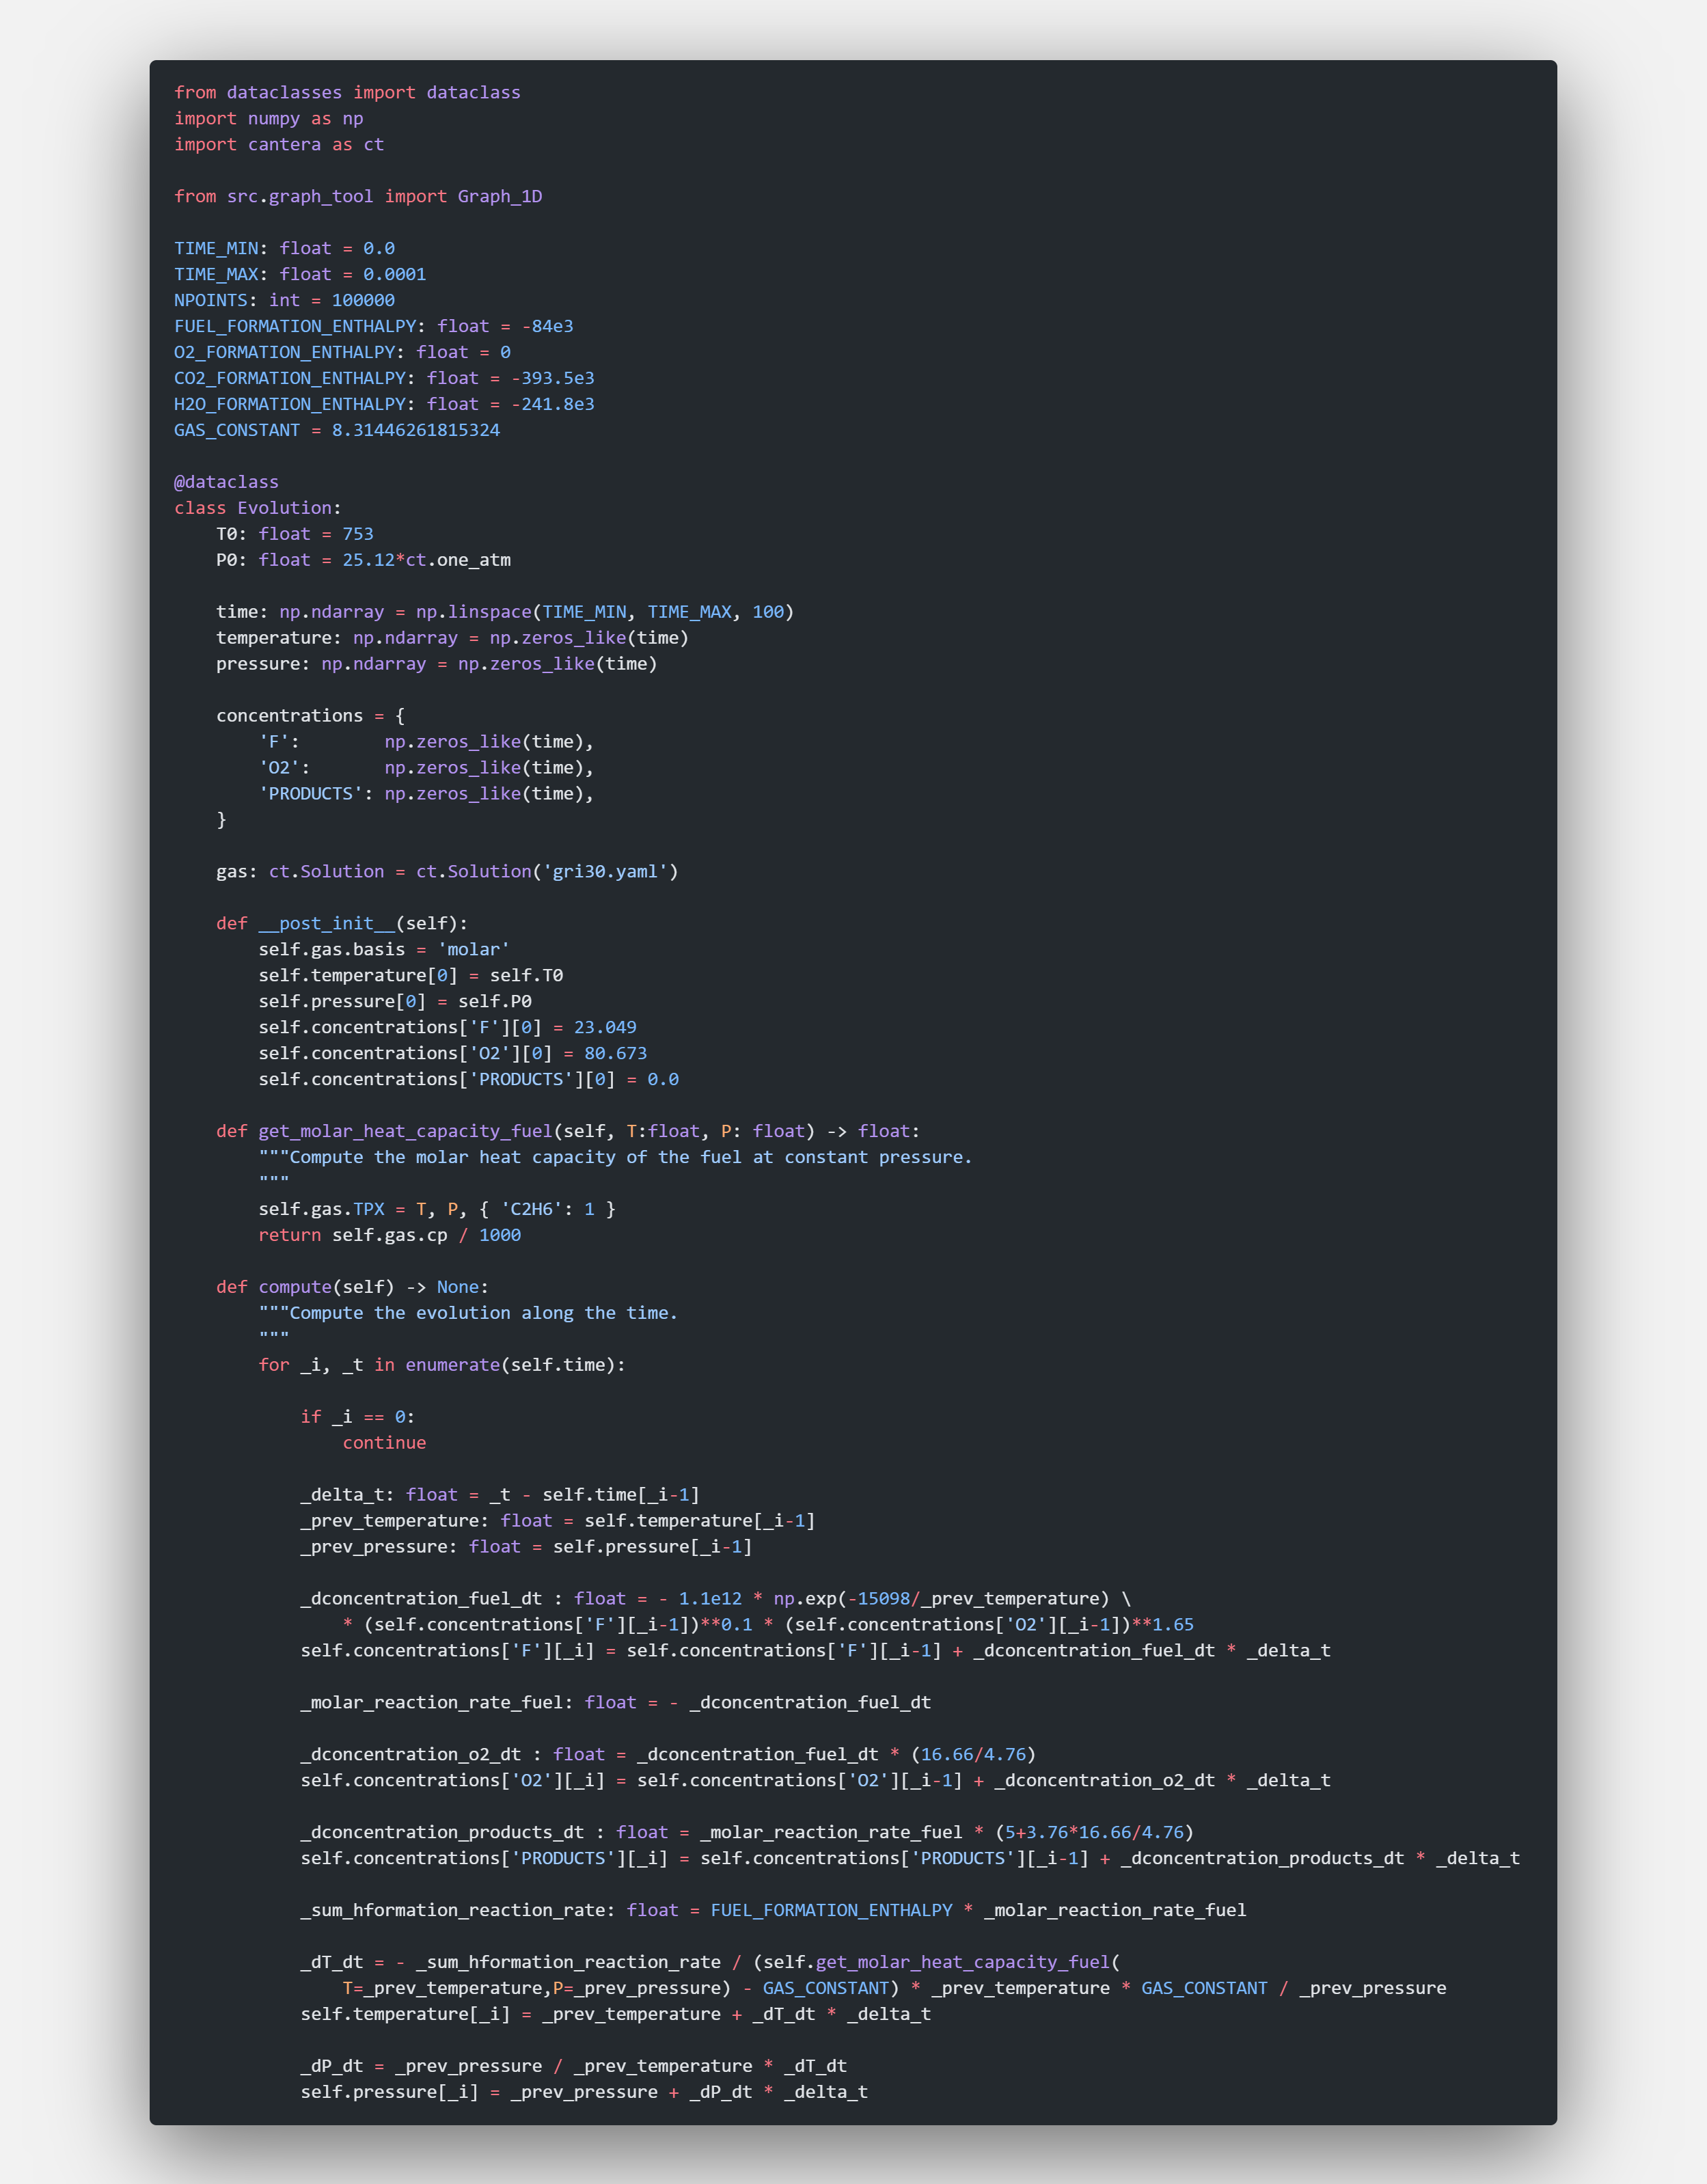 from dataclasses import dataclass
import numpy as np
import cantera as ct

from src.graph_tool import Graph_1D

TIME_MIN: float = 0.0
TIME_MAX: float = 0.0001
NPOINTS: int = 100000
FUEL_FORMATION_ENTHALPY: float = -84e3
O2_FORMATION_ENTHALPY: float = 0
CO2_FORMATION_ENTHALPY: float = -393.5e3
H2O_FORMATION_ENTHALPY: float = -241.8e3
GAS_CONSTANT = 8.31446261815324

@dataclass
class Evolution:
    T0: float = 753
    P0: float = 25.12*ct.one_atm

    time: np.ndarray = np.linspace(TIME_MIN, TIME_MAX, 100)
    temperature: np.ndarray = np.zeros_like(time)
    pressure: np.ndarray = np.zeros_like(time)

    concentrations = {
        'F':        np.zeros_like(time),
        'O2':       np.zeros_like(time),
        'PRODUCTS': np.zeros_like(time),
    }

    gas: ct.Solution = ct.Solution('gri30.yaml')

    def __post_init__(self):
        self.gas.basis = 'molar'
        self.temperature[0] = self.T0
        self.pressure[0] = self.P0
        self.concentrations['F'][0] = 23.049
        self.concentrations['O2'][0] = 80.673
        self.concentrations['PRODUCTS'][0] = 0.0

    def get_molar_heat_capacity_fuel(self, T:float, P: float) -> float:
        """Compute the molar heat capacity of the fuel at constant pressure.
        """
        self.gas.TPX = T, P, { 'C2H6': 1 }
        return self.gas.cp / 1000

    def compute(self) -> None:
        """Compute the evolution along the time.
        """
        for _i, _t in enumerate(self.time):

            if _i == 0:
                continue

            _delta_t: float = _t - self.time[_i-1]
            _prev_temperature: float = self.temperature[_i-1]
            _prev_pressure: float = self.pressure[_i-1]

            _dconcentration_fuel_dt : float = - 1.1e12 * np.exp(-15098/_prev_temperature) \
                * (self.concentrations['F'][_i-1])**0.1 * (self.concentrations['O2'][_i-1])**1.65
            self.concentrations['F'][_i] = self.concentrations['F'][_i-1] + _dconcentration_fuel_dt * _delta_t

            _molar_reaction_rate_fuel: float = - _dconcentration_fuel_dt

            _dconcentration_o2_dt : float = _dconcentration_fuel_dt * (16.66/4.76)
            self.concentrations['O2'][_i] = self.concentrations['O2'][_i-1] + _dconcentration_o2_dt * _delta_t

            _dconcentration_products_dt : float = _molar_reaction_rate_fuel * (5+3.76*16.66/4.76)
            self.concentrations['PRODUCTS'][_i] = self.concentrations['PRODUCTS'][_i-1] + _dconcentration_products_dt * _delta_t

            _sum_hformation_reaction_rate: float = FUEL_FORMATION_ENTHALPY * _molar_reaction_rate_fuel

            _dT_dt = - _sum_hformation_reaction_rate / (self.get_molar_heat_capacity_fuel(
                T=_prev_temperature,P=_prev_pressure) - GAS_CONSTANT) * _prev_temperature * GAS_CONSTANT / _prev_pressure
            self.temperature[_i] = _prev_temperature + _dT_dt * _delta_t

            _dP_dt = _prev_pressure / _prev_temperature * _dT_dt
            self.pressure[_i] = _prev_pressure + _dP_dt * _delta_t